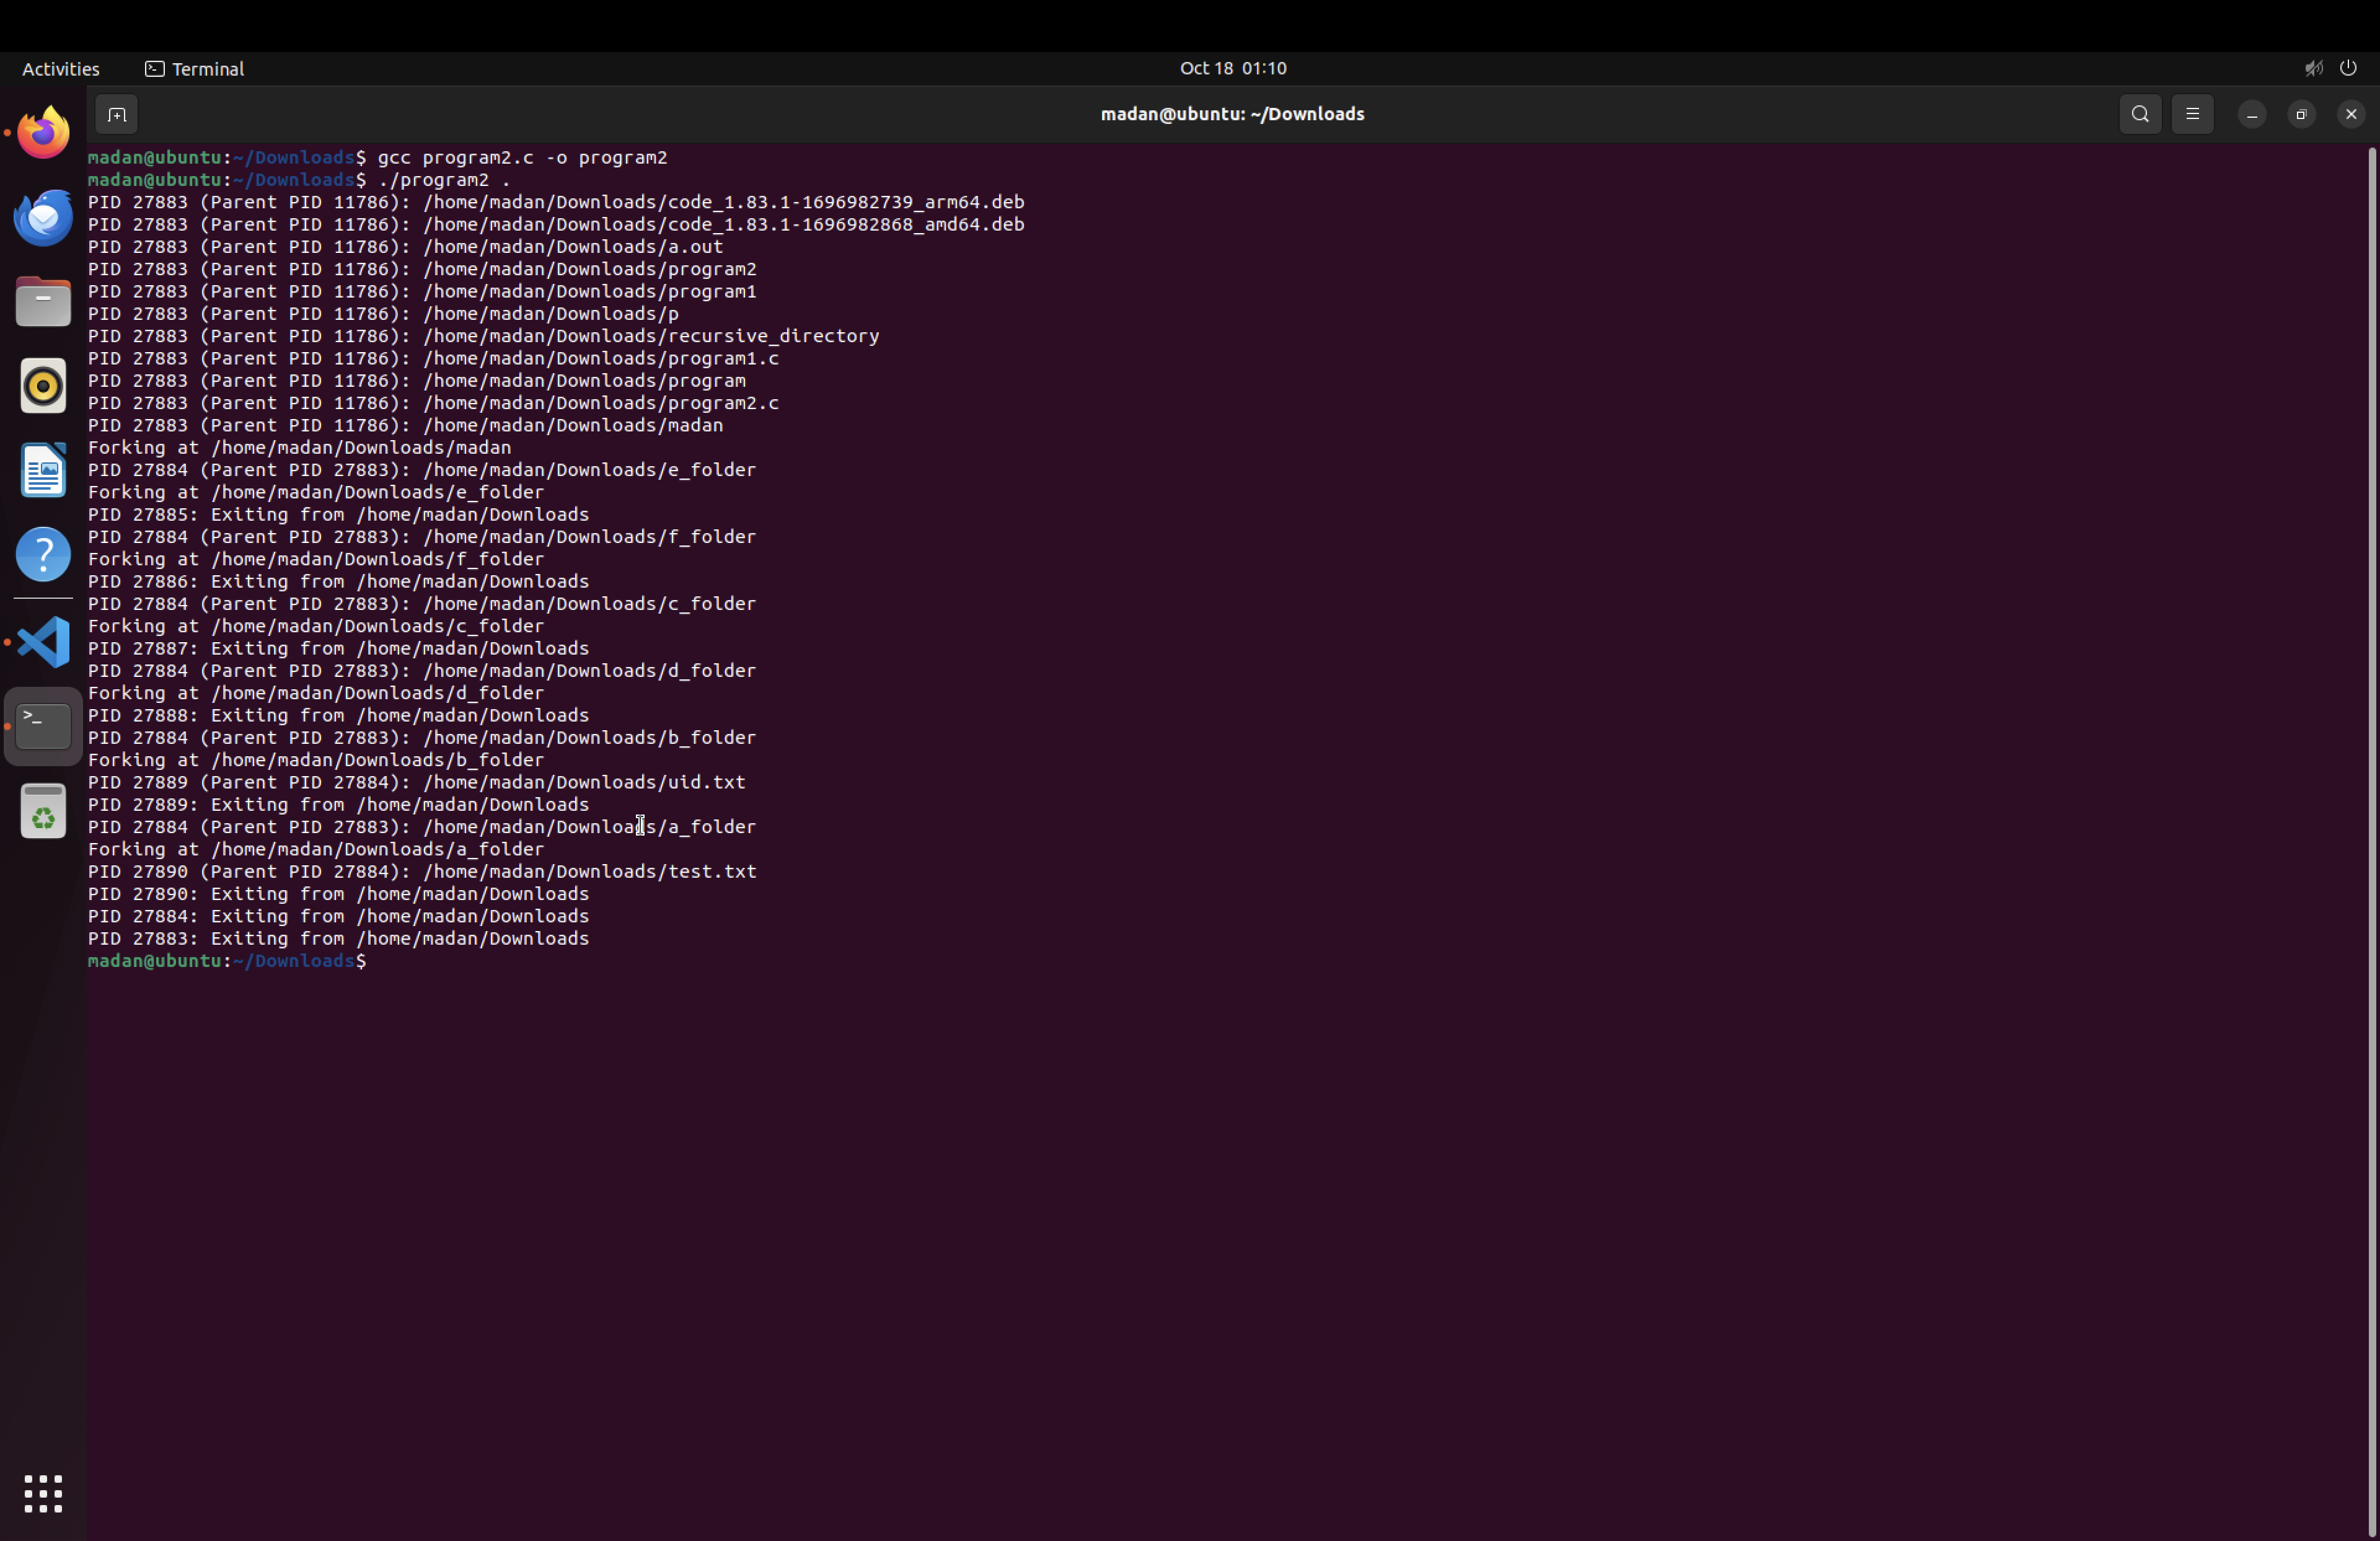 Activities
Terminal
Oct 18 01:10
madan@ubuntu: ~/Downloads
madan@ubuntu:~/Downloads$ gcc program2.c -o program2
madan@ubuntu:~/Downloads$ ./program2 .
PID 27883 (Parent PID 11786): /home/madan/Downloads/code_1.83.1-1696982739_arm64.deb
PID 27883 (Parent PID 11786): /home/madan/Downloads/code_1.83.1-1696982868_amd64.deb
PID 27883 (Parent PID 11786): /home/madan/Downloads/a.out
PID 27883 (Parent PID 11786): /home/madan/Downloads/program2
PID 27883 (Parent PID 11786): /home/madan/Downloads/program1
PID 27883 (Parent PID 11786): /home/madan/Downloads/p
PID 27883 (Parent PID 11786): /home/madan/Downloads/recursive_directory
PID 27883 (Parent PID 11786): /home/madan/Downloads/program1.c
PID 27883 (Parent PID 11786): /home/madan/Downloads/program
PID 27883 (Parent PID 11786): /home/madan/Downloads/program2.c
PID 27883 (Parent PID 11786): /home/madan/Downloads/madan
Forking at /home/madan/Downloads/madan
PID 27884 (Parent PID 27883): /home/madan/Downloads/e_folder
Forking at /home/madan/Downloads/e_folder
PID 27885: Exiting from /home/madan/Downloads
PID 27884 (Parent PID 27883): /home/madan/Downloads/f_folder
Forking at /home/madan/Downloads/f_folder
PID 27886: Exiting from /home/madan/Downloads
PID 27884 (Parent PID 27883): /home/madan/Downloads/c_folder
Forking at /home/madan/Downloads/c_folder
PID 27887: Exiting from /home/madan/Downloads
PID 27884 (Parent PID 27883): /home/madan/Downloads/d_folder
Forking at /home/madan/Downloads/d_folder
PID 27888: Exiting from /home/madan/Downloads
PID 27884 (Parent PID 27883): /home/madan/Downloads/b_folder
Forking at /home/madan/Downloads/b_folder
PID 27889 (Parent PID 27884): /home/madan/Downloads/uid.txt
PID 27889: Exiting from /home/madan/Downloads
PID 27884 (Parent PID 27883): /home/madan/Downloads/a_folder
Forking at /home/madan/Downloads/a_folder
PID 27890 (Parent PID 27884): /home/madan/Downloads/test.txt
PID 27890: Exiting from /home/madan/Downloads
PID 27884: Exiting from /home/madan/Downloads
PID 27883: Exiting from /home/madan/Downloads
madan@ubuntu:~/Downloads$